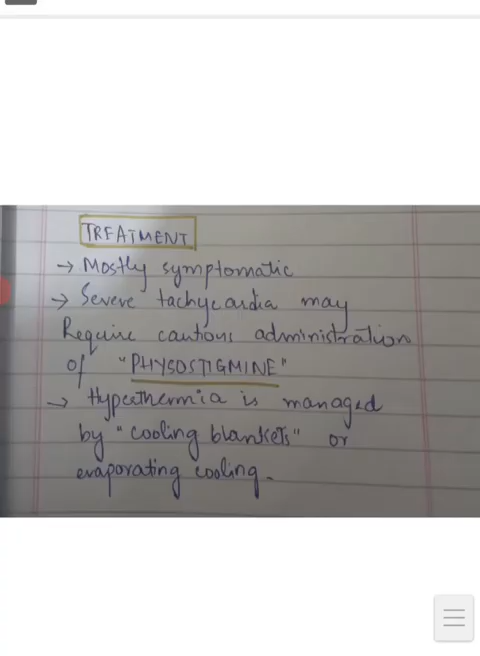 TREATMENT
→ Mostly symptomatic
→ Severe tachycardia may
Require cautious administration
of "PHYSOSTIGMINE"
→ Hyperthermia is managed
by "cooling blankets" or
evaporating cooling.